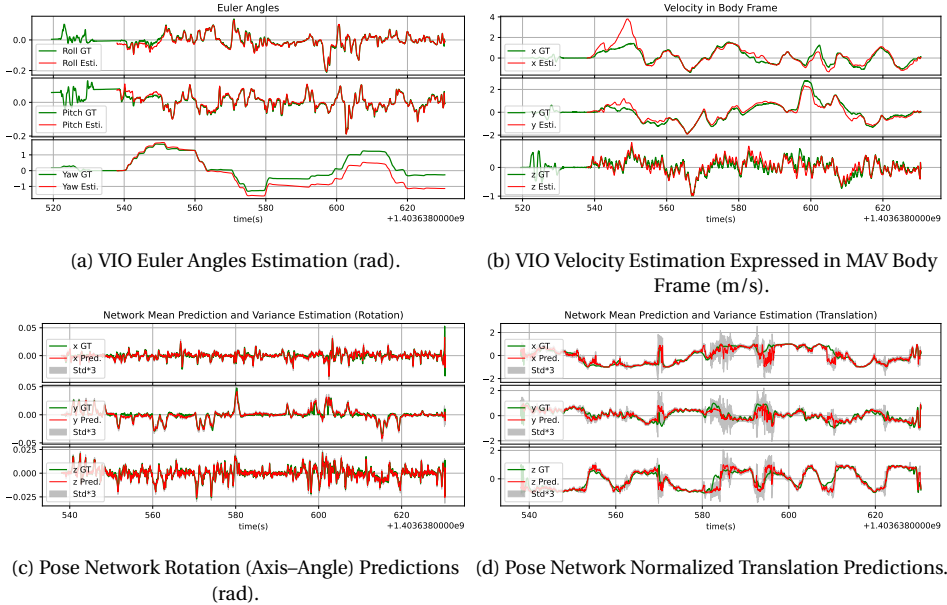 Euler Angles
0.0
Roll GT
Roll Esti.
−0.2
0.0
Pitch GT
Pitch Esti.
−0.2
1
0
Yaw GT
−1
Yaw Esti.
520 540 560 580 600 620
time(s)
+1.4036380000e9
(a) VIO Euler Angles Estimation (rad).
Velocity in Body Frame
4
2
x GT
0
x Esti.
2
0
y GT
y Esti.
−2
1
0
z GT
z Esti.
−1
520 540 560 580 600 620
time(s)
+1.4036380000e9
(b) VIO Velocity Estimation Expressed in MAV Body
Frame (m/s).
Network Mean Prediction and Variance Estimation (Rotation)
0.05
x GT
0.00
x Pred.
Std*3
0.05
y GT
0.00
y Pred.
Std*3
−0.05
0.025
z GT
0.000
z Pred.
Std*3
−0.025
540 560 580 600 620
time(s)
+1.4036380000e9
(c) Pose Network Rotation (Axis–Angle) Predictions
(rad).
Network Mean Prediction and Variance Estimation (Translation)
2
x GT
0
x Pred.
Std*3
−2
2
y GT
0
y Pred.
Std*3
−2
2
z GT
0
z Pred.
Std*3
540 560 580 600 620
time(s)
+1.4036380000e9
(d) Pose Network Normalized Translation Predictions.